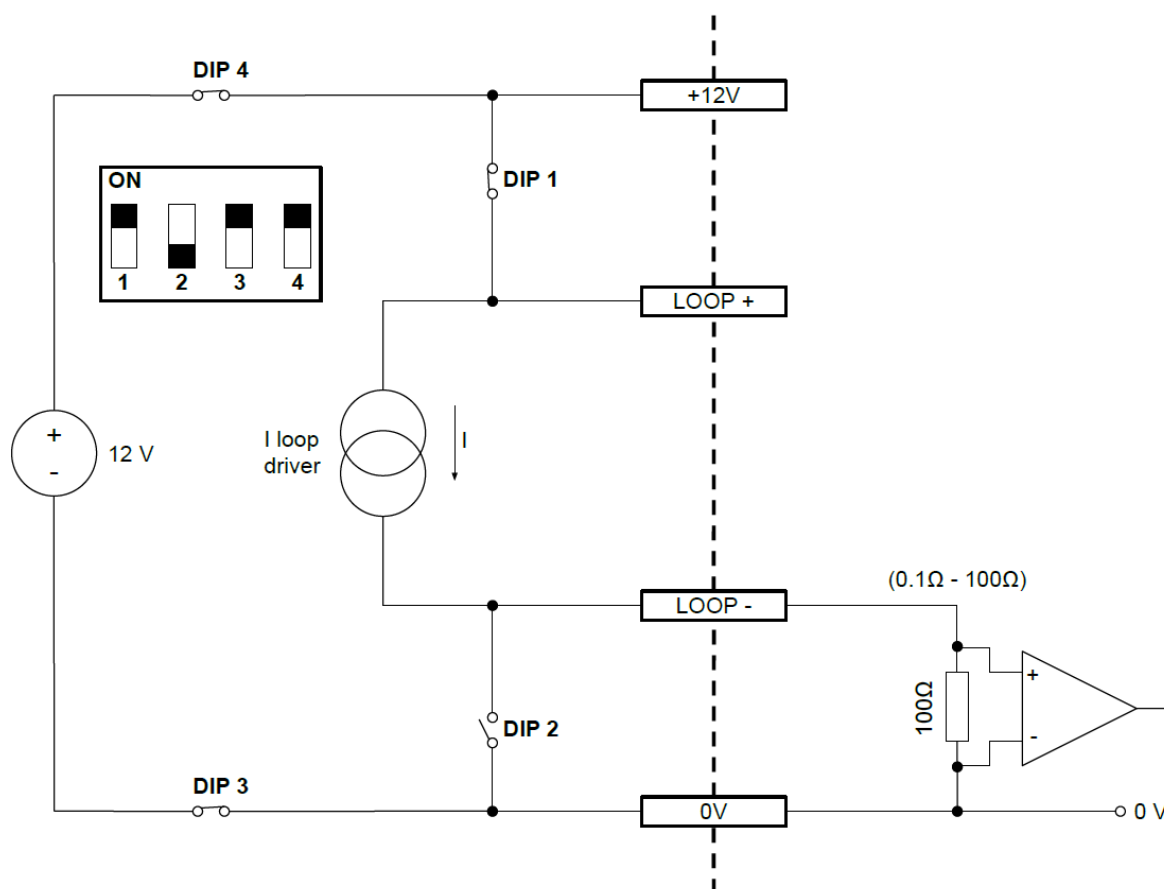 DIP 4
+12V
ON
1 2 3 4
DIP 1
LOOP +
+
-
12 V
I loop
driver
I
(0.1Ω - 100Ω)
LOOP -
100Ω
+
-
DIP 2
DIP 3
0V
0 V